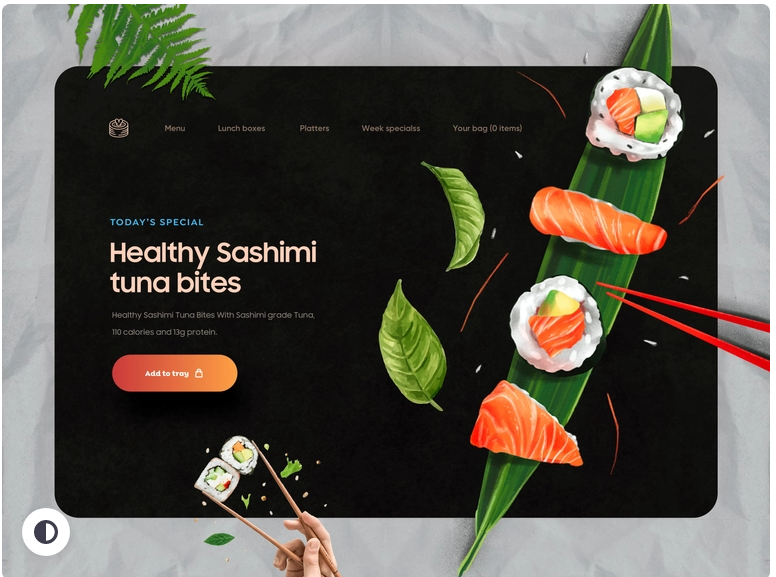 Menu Lunch boxes Platters Week specialss Your bag (0 items)
TODAY'S SPECIAL
Healthy Sashimi
tuna bites
Healthy Sashimi Tuna Bites With Sashimi grade Tuna,
110 calories and 13g protein.
Add to tray